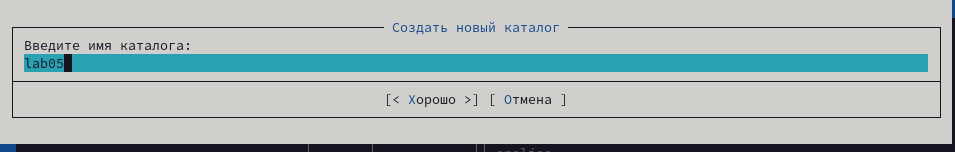 Создать новый каталог
Введите имя каталога:
lab05
[< Хорошо >] [ Отмена ]